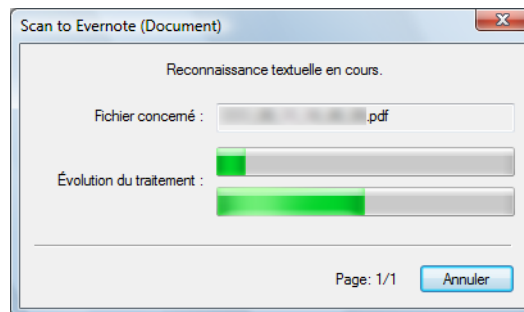 Scan to Evernote (Document)
Reconnaissance textuelle en cours.
Fichier concerné : .pdf
Évolution du traitement :
Page: 1/1 Annuler